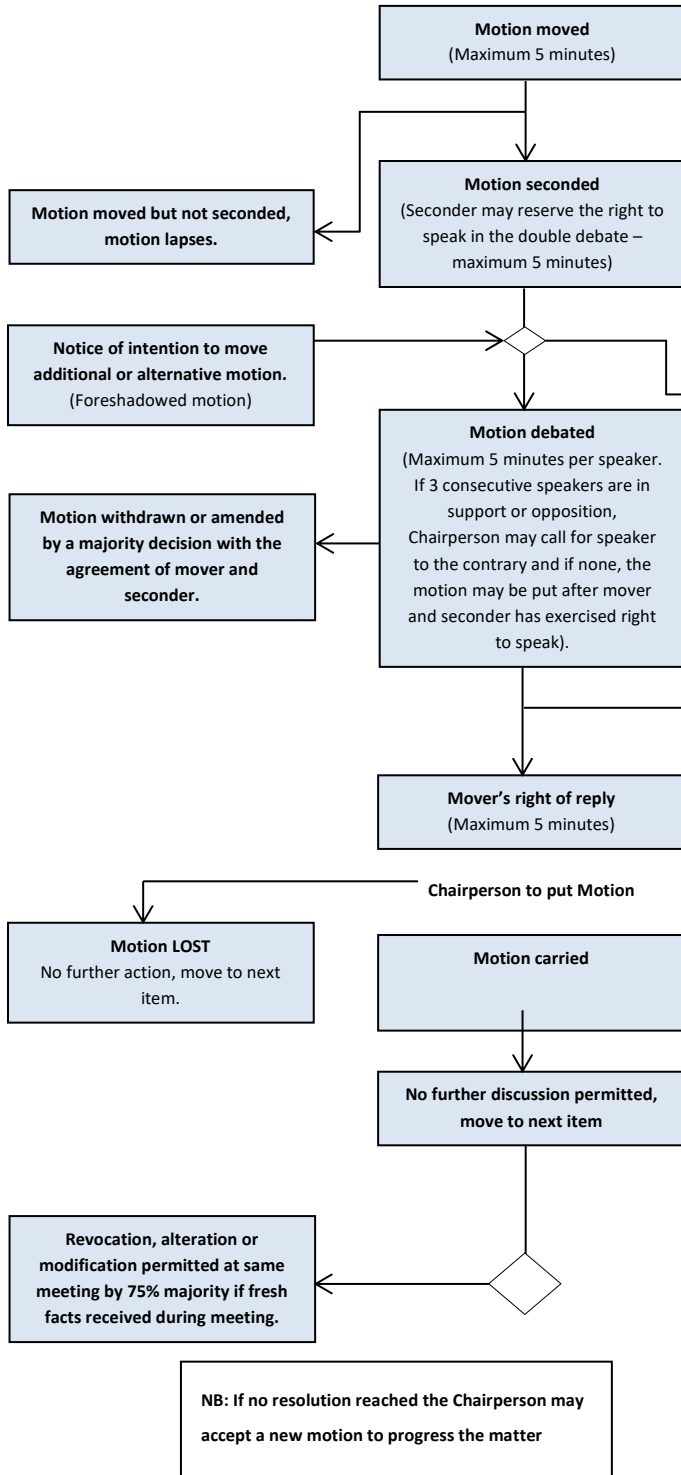 Motion moved
(Maximum 5 minutes)
Motion seconded
(Seconder may reserve the right to
speak in the double debate –
maximum 5 minutes)
Motion moved but not seconded,
motion lapses.
Notice of intention to move
additional or alternative motion.
(Foreshadowed motion)
Motion debated
(Maximum 5 minutes per speaker.
If 3 consecutive speakers are in
support or opposition,
Chairperson may call for speaker
to the contrary and if none, the
motion may be put after mover
and seconder has exercised right
to speak).
Motion withdrawn or amended
by a majority decision with the
agreement of mover and
seconder.
Mover’s right of reply
(Maximum 5 minutes)
Chairperson to put Motion
Motion LOST
No further action, move to next
item.
Motion carried
No further discussion permitted,
move to next item
Revocation, alteration or
modification permitted at same
meeting by 75% majority if fresh
facts received during meeting.
NB: If no resolution reached the Chairperson may
accept a new motion to progress the matter